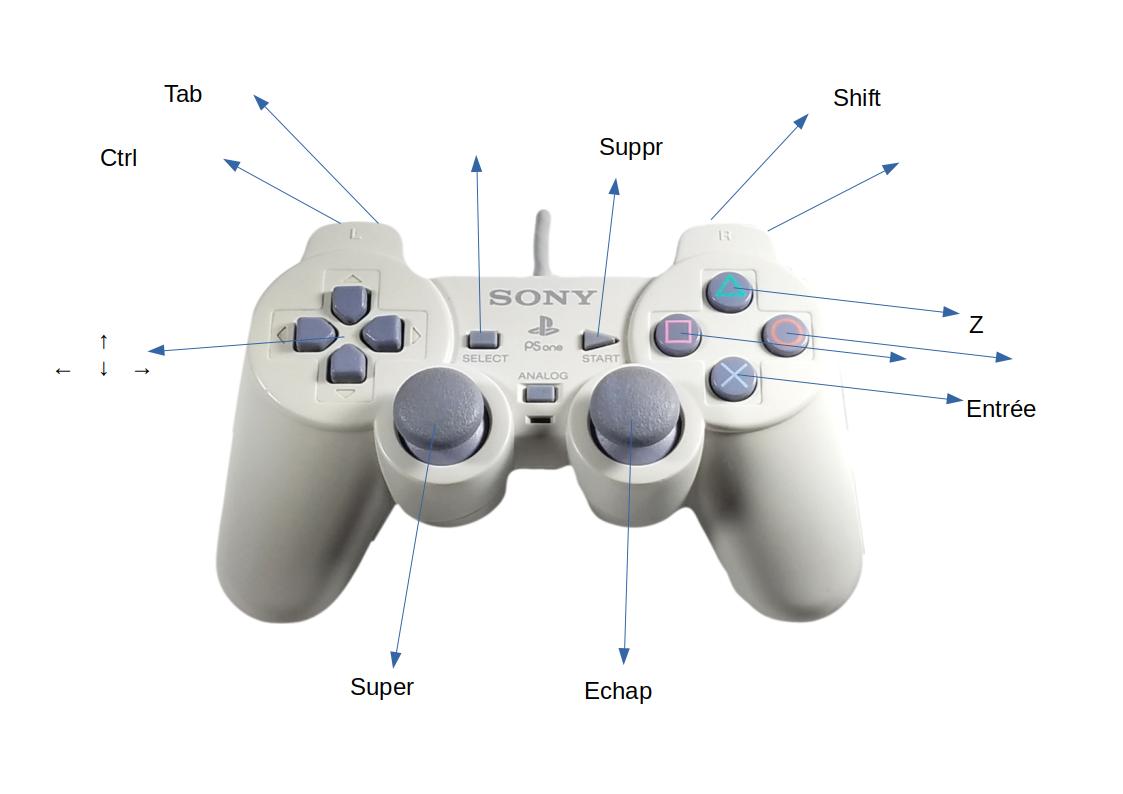 Tab
Shift
Ctrl
Suppr
L
R
SONY
PS one
SELECT
START
ANALOG
↑
← ↓ →
Z
Entrée
Super
Echap